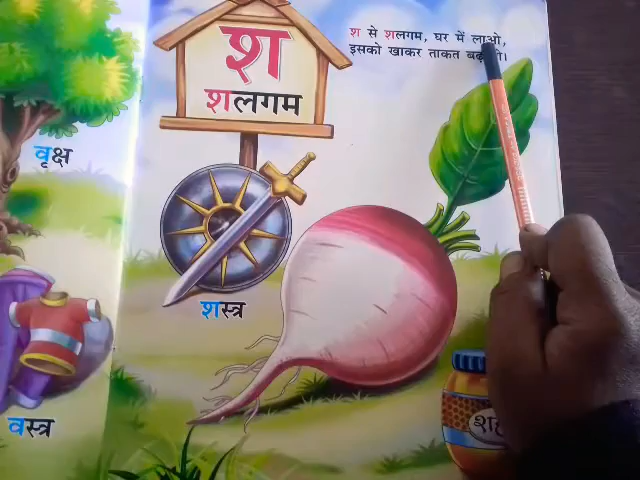 श
शलगम
श से शलगम, घर में लाओ,
इसको खाकर ताकत
वृक्ष
शस्त्र
वस्त्र